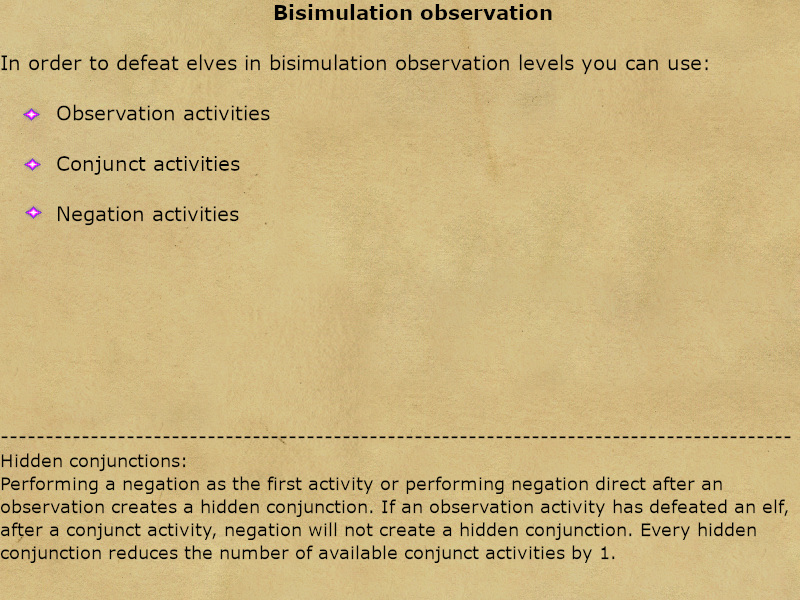 Bisimulation observation
In order to defeat elves in bisimulation observation levels you can use:
Observation activities
Conjunct activities
Negation activities
----------------------------------------------------------------------------------------
Hidden conjunctions:
Performing a negation as the first activity or performing negation direct after an
observation creates a hidden conjunction. If an observation activity has defeated an elf,
after a conjunct activity, negation will not create a hidden conjunction. Every hidden
conjunction reduces the number of available conjunct activities by 1.